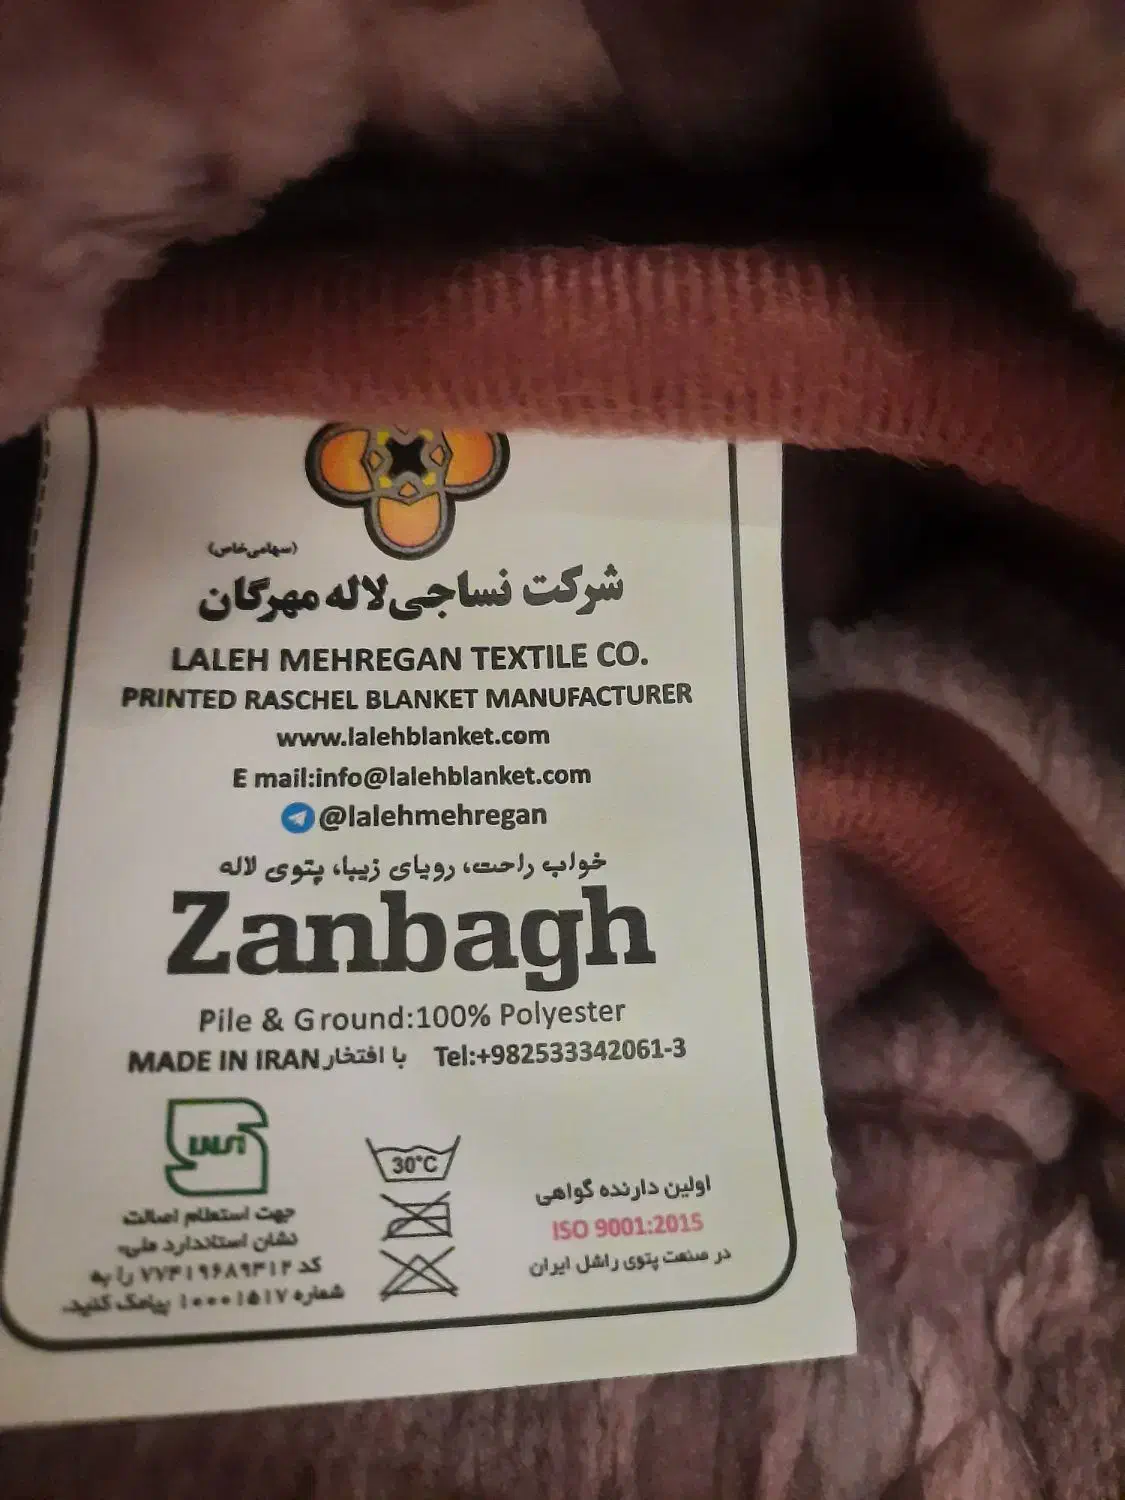 (سهامی‌خاص)
شرکت نساجی لاله مهرگان
LALEH MEHREGAN TEXTILE CO.
PRINTED RASCHEL BLANKET MANUFACTURER
www.lalehblanket.com
E mail:info@lalehblanket.com
@lalehmehregan
خواب راحت، رویای زیبا، پتوی لاله
Zanbagh
Pile & Ground:100% Polyester
MADE IN IRAN با افتخار Tel:+982533342061-3
30°C
جهت استعلام اصالت
نشان استاندارد ملی،
کد ۷۷۴۱۹۶۸۹۳۱۲ را به
شماره ۱۰۰۰۱۵۱۷ پیامک کنید.
اولین دارنده گواهی
ISO 9001:2015
در صنعت پتوی راشل ایران